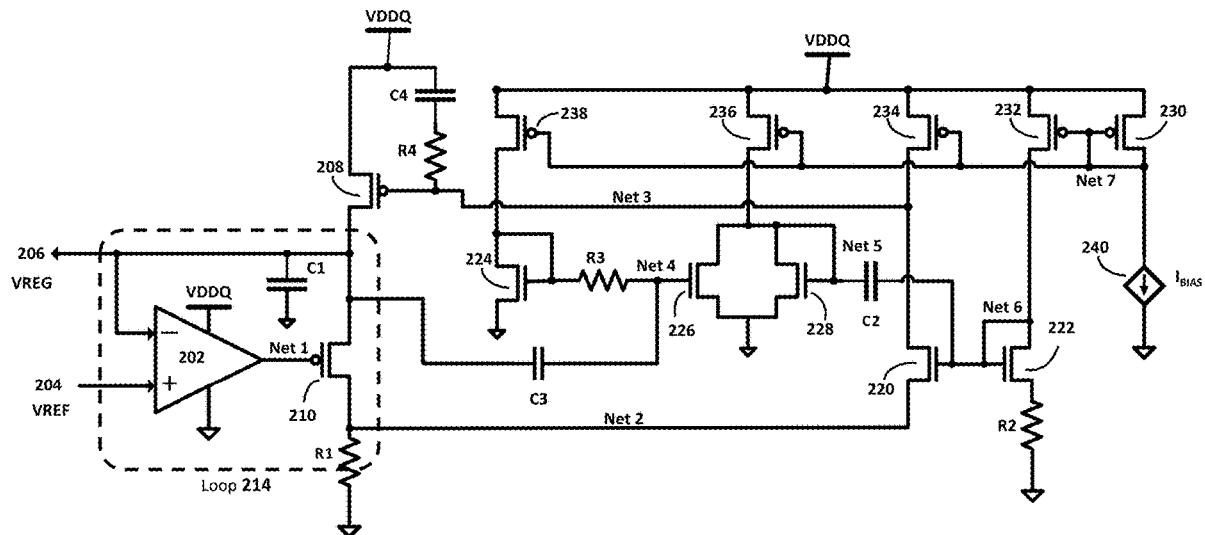 VDDQ
VDDQ
C4
238
236
234
232
230
R4
208
Net 7
Net 3
206
VREG
C1
R3
Net 4
Net 5
224
240
I_BIAS
VDDQ
226
228
C2
Net 6
222
202
Net 1
204
VREF
210
C3
220
R2
Net 2
R1
Loop 214